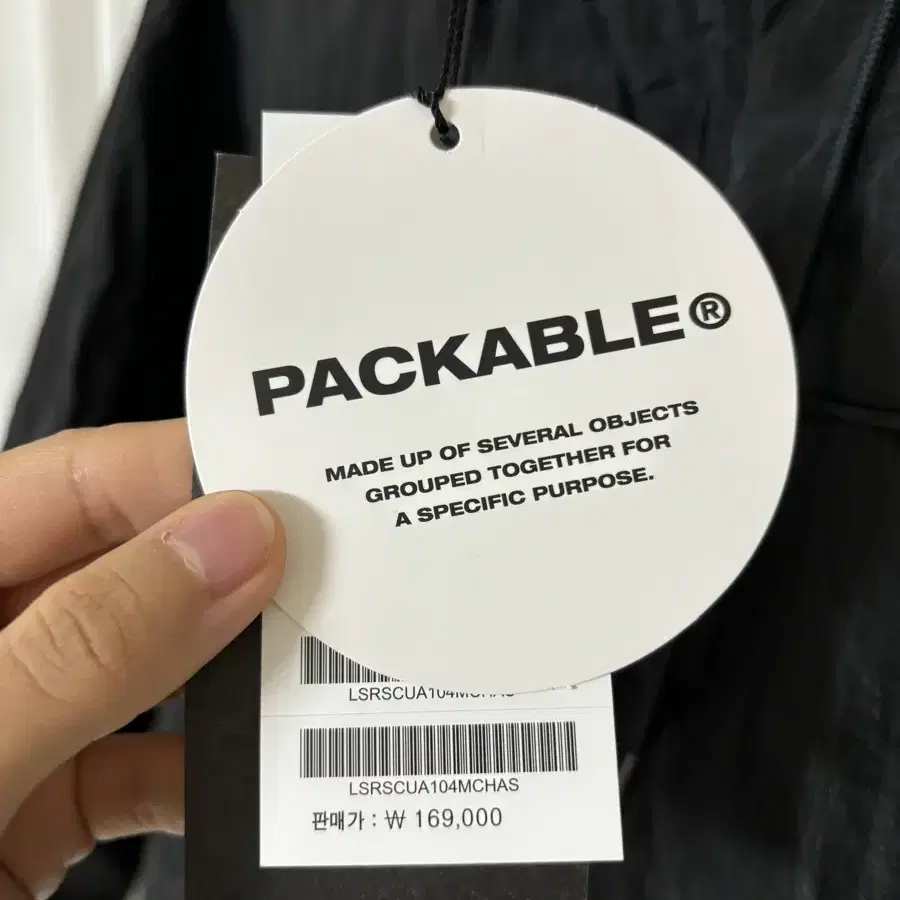 PACKABLE®
MADE UP OF SEVERAL OBJECTS
GROUPED TOGETHER FOR
A SPECIFIC PURPOSE.
LSRSCUA104MCHAS
LSRSCUA104MCHAS
판매가 : ₩ 169,000